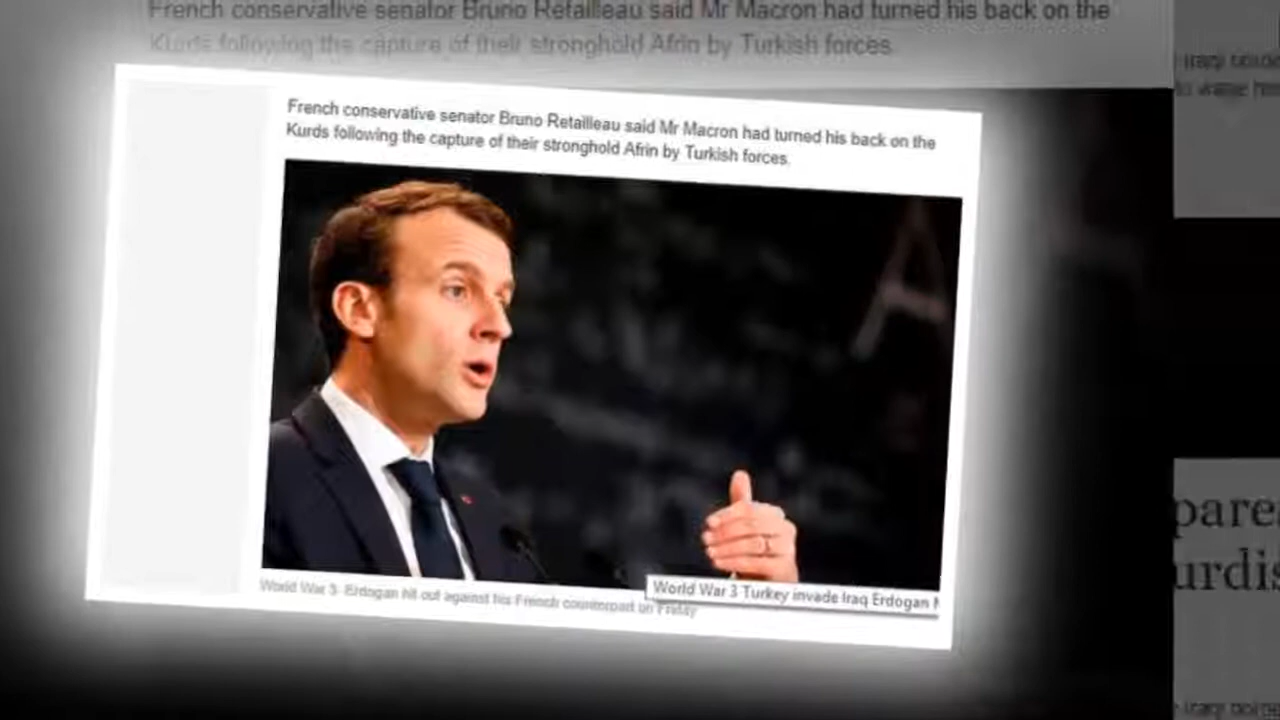 French conservative senator Bruno Retailleau said Mr Macron had turned his back on the
Kurds following the capture of their stronghold Afrin by Turkish forces.
French conservative senator Bruno Retailleau said Mr Macron had turned his back on the
Kurds following the capture of their stronghold Afrin by Turkish forces.
A
World War 3 Turkey invade Iraq Erdogan
World War 3: Erdogan hit out against his French counterpart on Friday
pare
urdis